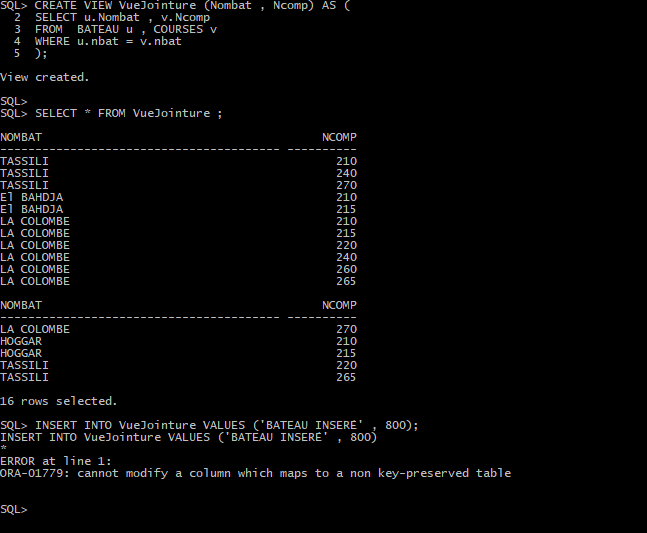 SQL> CREATE VIEW VueJointure (Nombat , Ncomp) AS (
2 SELECT u.Nombat , v.Ncomp
3 FROM BATEAU u , COURSES v
4 WHERE u.nbat = v.nbat
5 );
View created.
SQL>
SQL> SELECT * FROM VueJointure ;
NOMBAT NCOMP
---------------------------------------- ----------
TASSILI 210
TASSILI 240
TASSILI 270
El BAHDJA 210
El BAHDJA 215
LA COLOMBE 210
LA COLOMBE 215
LA COLOMBE 220
LA COLOMBE 240
LA COLOMBE 260
LA COLOMBE 265
NOMBAT NCOMP
---------------------------------------- ----------
LA COLOMBE 270
HOGGAR 210
HOGGAR 215
TASSILI 220
TASSILI 265
16 rows selected.
SQL> INSERT INTO VueJointure VALUES ('BATEAU INSERÉ' , 800);
INSERT INTO VueJointure VALUES ('BATEAU INSERÉ' , 800)
*
ERROR at line 1:
ORA-01779: cannot modify a column which maps to a non key-preserved table
SQL>